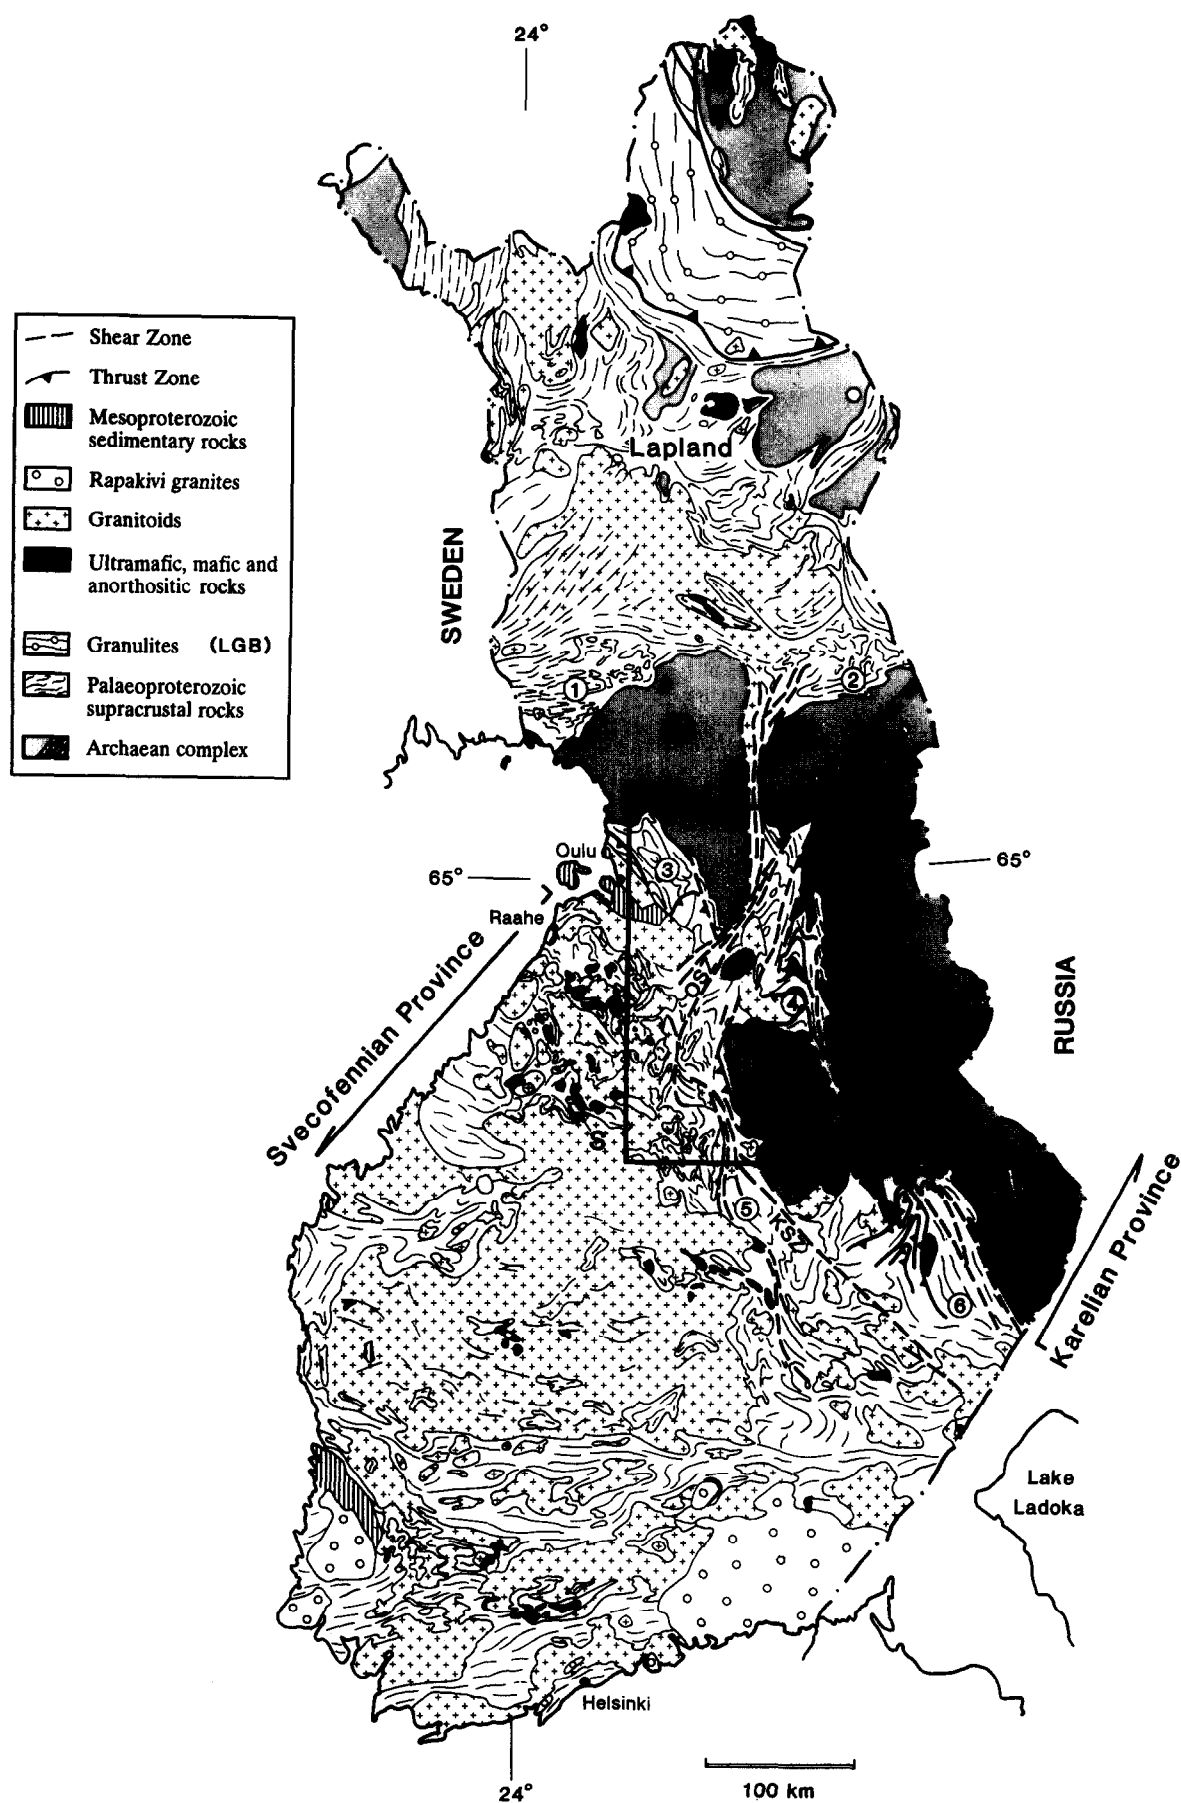 24°
Shear Zone
Thrust Zone
Mesoproterozoic
sedimentary rocks
Rapakivi granites
Granitoids
Ultramafic, mafic and
anorthositic rocks
Granulites (LGB)
Palaeoproterozoic
supracrustal rocks
Archaean complex
Lapland
SWEDEN
1
2
Oulu
3
65°
65°
Raahe
OSZ
4
RUSSIA
Svecofennian Province
5
KSZ
6
Karelian Province
Lake
Ladoka
Helsinki
24°
100 km